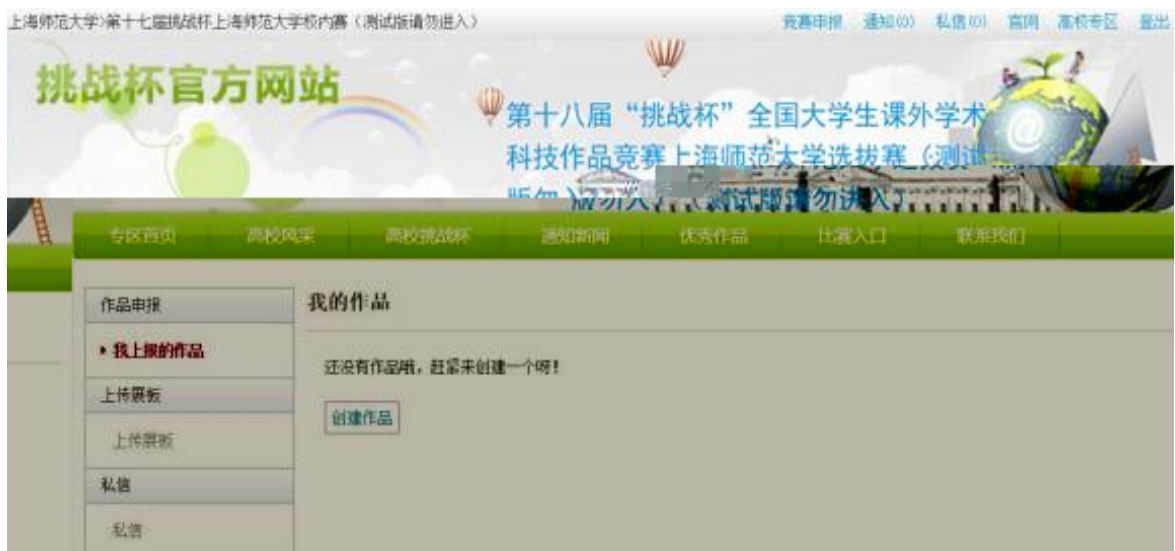 上海师范大学>第十七届挑战杯上海师范大学校内赛（测试版请勿进入）
竞赛申报 通知(0) 私信(0) 官网 高校专区 登出
挑战杯官方网站
第十八届“挑战杯”全国大学生课外学术
科技作品竞赛上海师范大学选拔赛（测试
（测试版请勿进入）
专区首页 高校风采 高校挑战杯 通知新闻 优秀作品 比赛入口 联系我们
作品申报
我的作品
我上报的作品
还没有作品哦，赶紧来创建一个呀！
上传展板
创建作品
上传展板
私信
私信